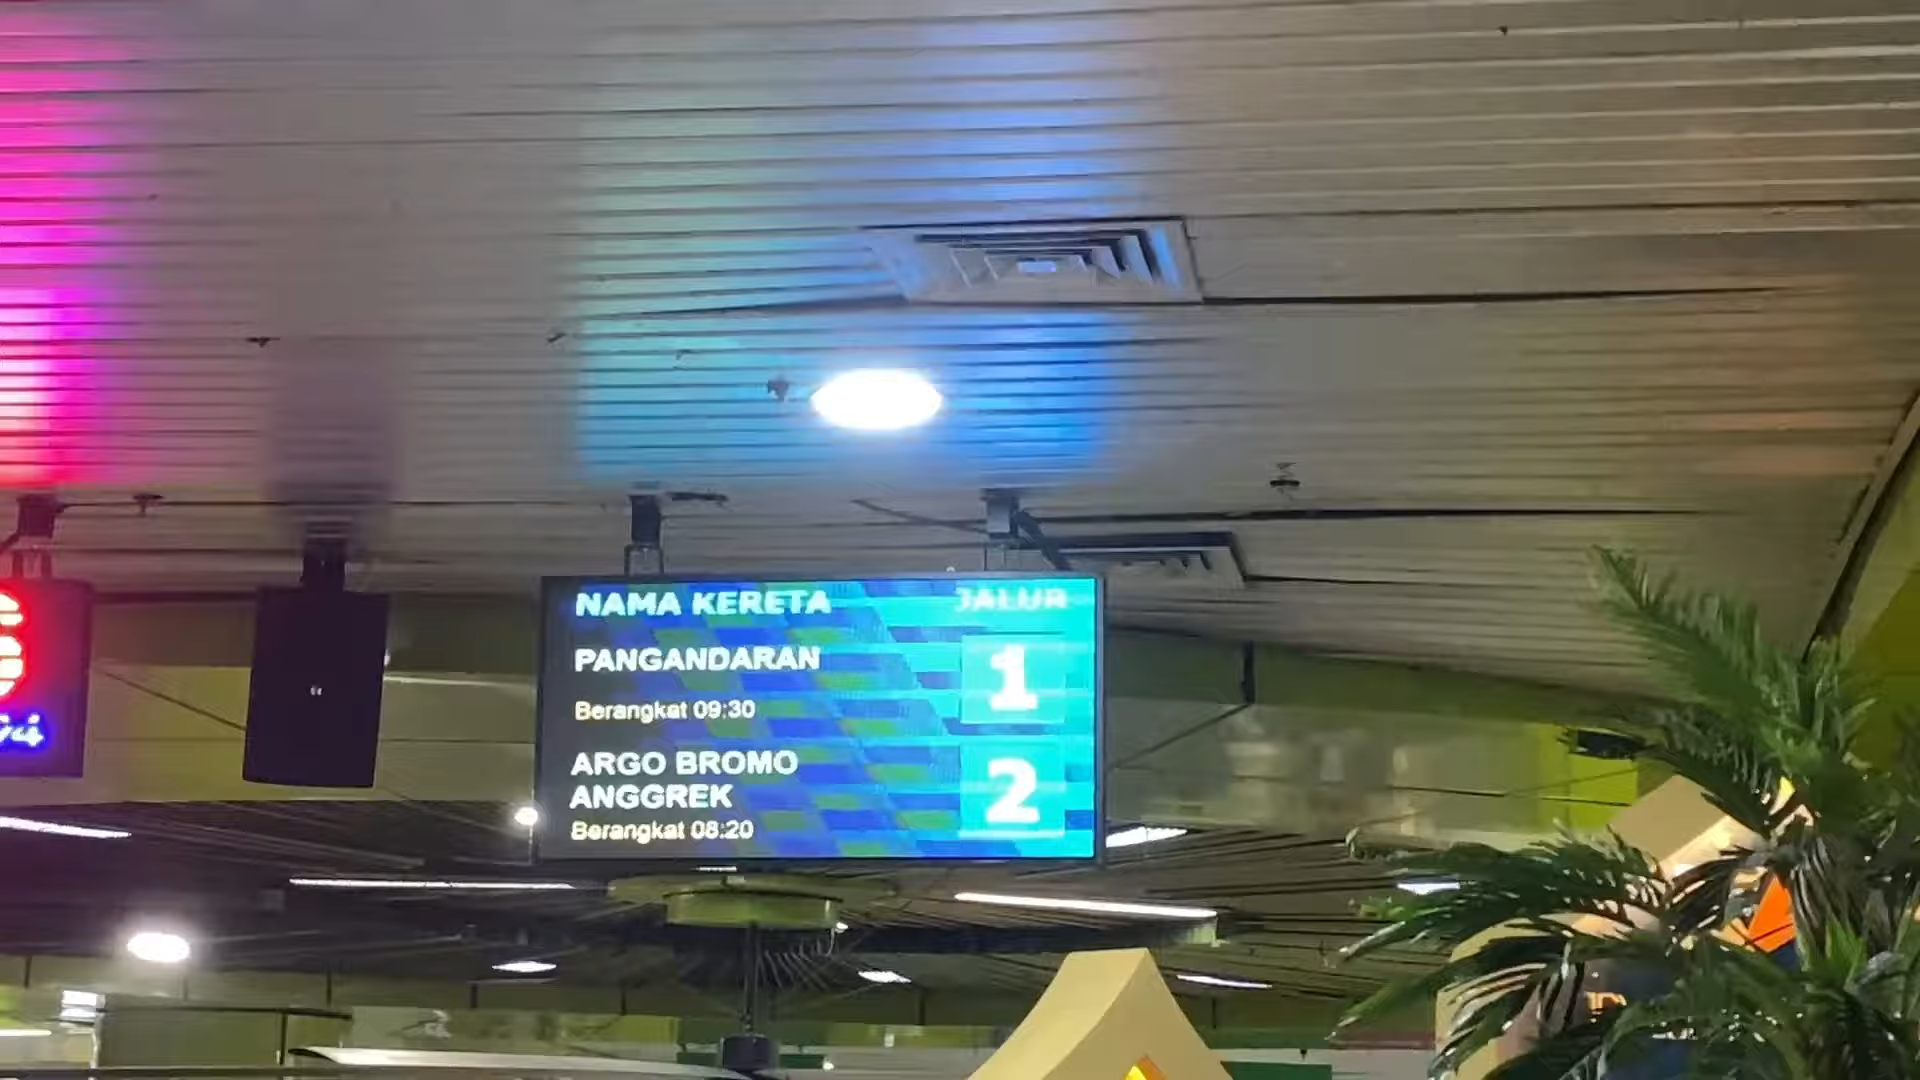 NAMA KERETA JALUR
PANGANDARAN 1
Berangkat 09:30
ARGO BROMO
ANGGREK 2
Berangkat 08:20